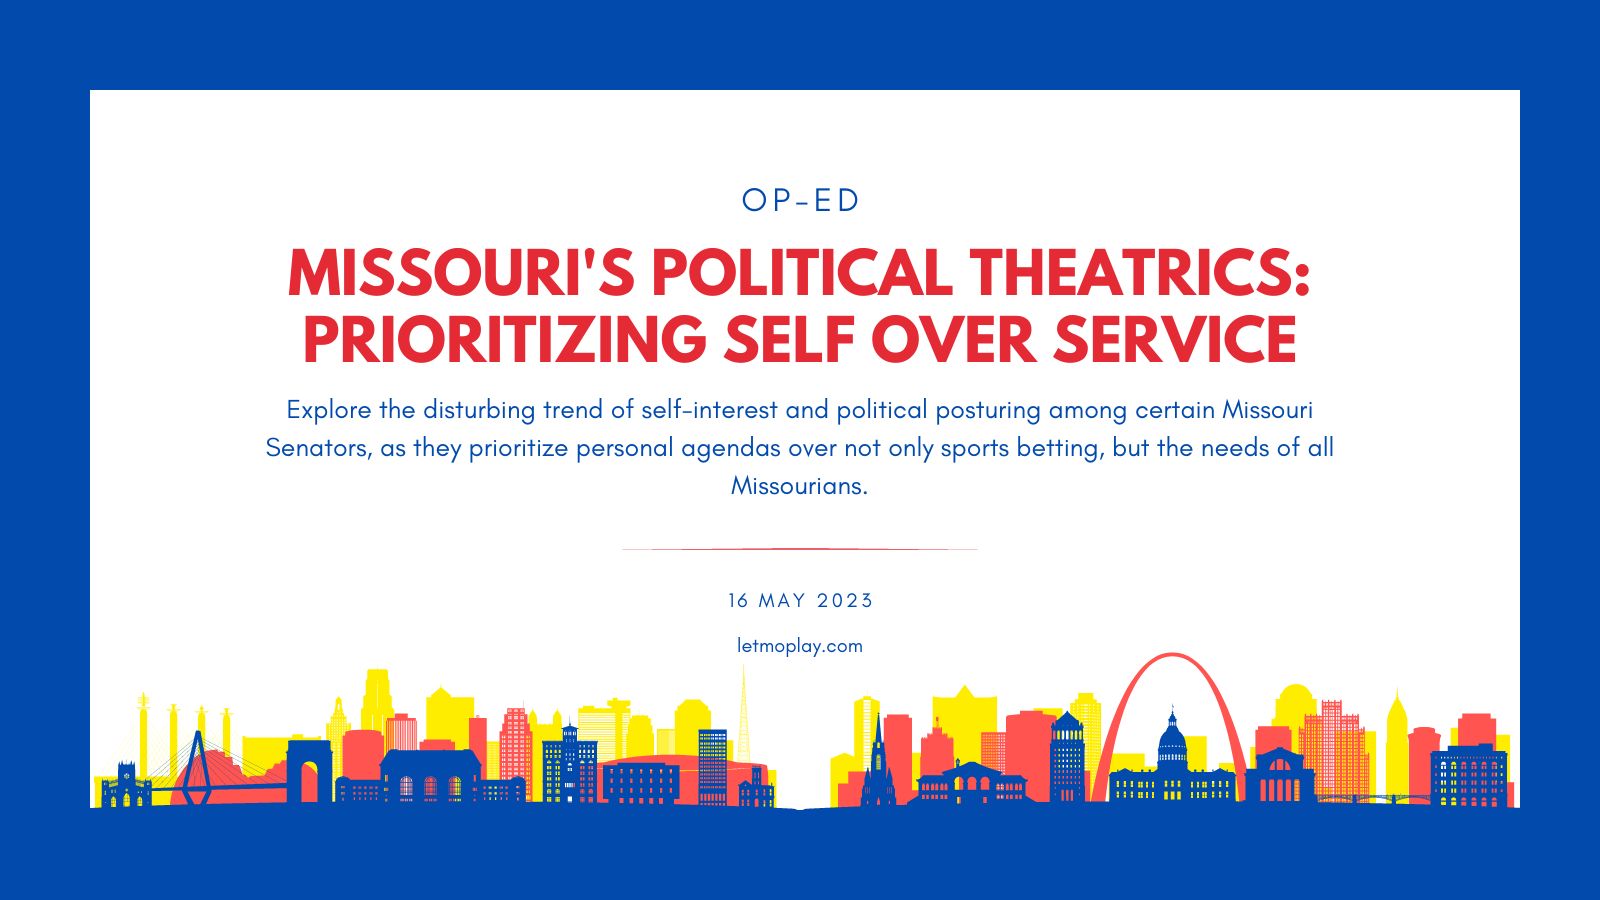 OP-ED
MISSOURI'S POLITICAL THEATRICS:
PRIORITIZING SELF OVER SERVICE
Explore the disturbing trend of self-interest and political posturing among certain Missouri
Senators, as they prioritize personal agendas over not only sports betting, but the needs of all
Missourians.
16 MAY 2023
letmoplay.com